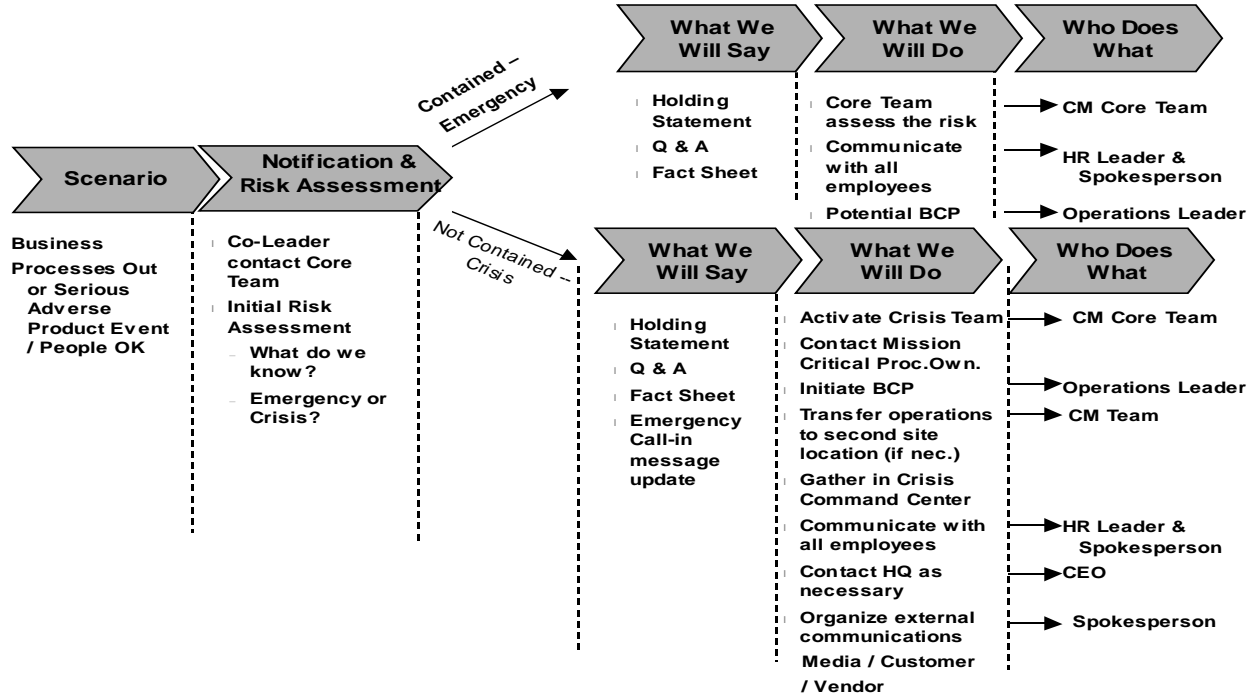 What We
Will Say
What We
Will Do
Who Does
What
Contained –
Emergency
Holding
Statement
Q & A
Fact Sheet
Core Team
assess the risk
Communicate
with all
employees
Potential BCP
CM Core Team
HR Leader &
Spokesperson
Operations Leader
Scenario
Notification &
Risk Assessment
Business
Processes Out
or Serious
Adverse
Product Event
/ People OK
Co-Leader
contact Core
Team
Initial Risk
Assessment
– What do we
know?
– Emergency or
Crisis?
Not Contained --
Crisis
What We
Will Say
What We
Will Do
Who Does
What
Holding
Statement
Q & A
Fact Sheet
Emergency
Call-in
message
update
Activate Crisis Team
Contact Mission
Critical Proc.Own.
Initiate BCP
Transfer operations
to second site
location (if nec.)
Gather in Crisis
Command Center
Communicate with
all employees
Contact HQ as
necessary
Organize external
communications
Media / Customer
/ Vendor
CM Core Team
Operations Leader
CM Team
HR Leader &
Spokesperson
CEO
Spokesperson